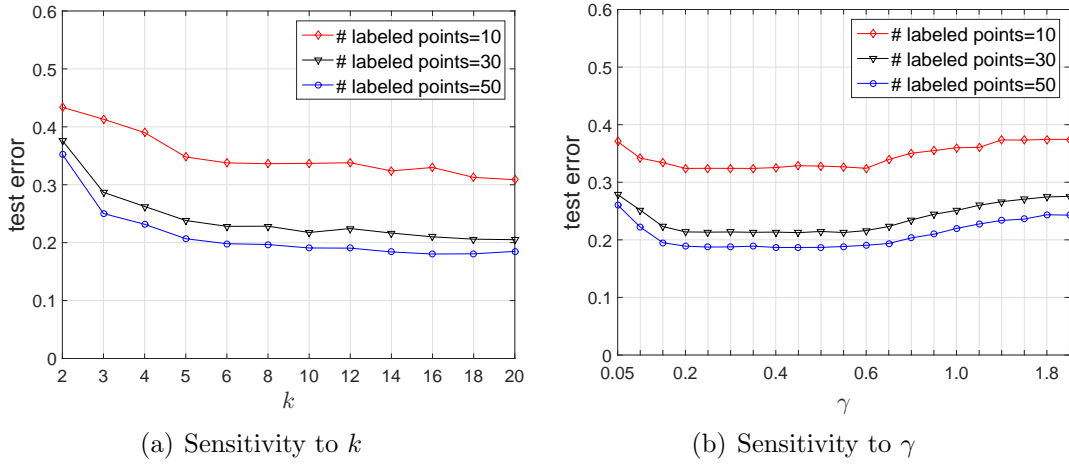 0.6
0.5
0.4
0.3
0.2
0.1
0
test error
# labeled points=10
# labeled points=30
# labeled points=50
2 3 4 5 6 8 10 12 14 16 18 20
k
(a) Sensitivity to k
0.6
0.5
0.4
0.3
0.2
0.1
0
test error
# labeled points=10
# labeled points=30
# labeled points=50
0.05 0.2 0.4 0.6 1.0 1.8
γ
(b) Sensitivity to γ